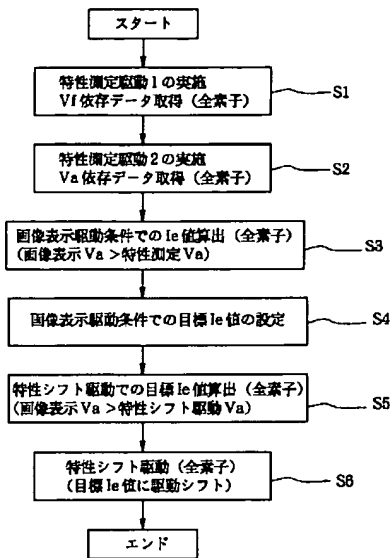 スタート
特性測定駆動1の実施
Vf依存データ取得(全素子)
S1
特性測定駆動2の実施
Va依存データ取得(全素子)
S2
画像表示駆動条件でのIe値算出(全素子)
(画像表示Va>特性測定Va)
S3
画像表示駆動条件での目標Ie値の設定
S4
特性シフト駆動での目標Ie値算出(全素子)
(画像表示Va>特性シフト駆動Va)
S5
特性シフト駆動(全素子)
(目標Ie値に駆動シフト)
S6
エンド